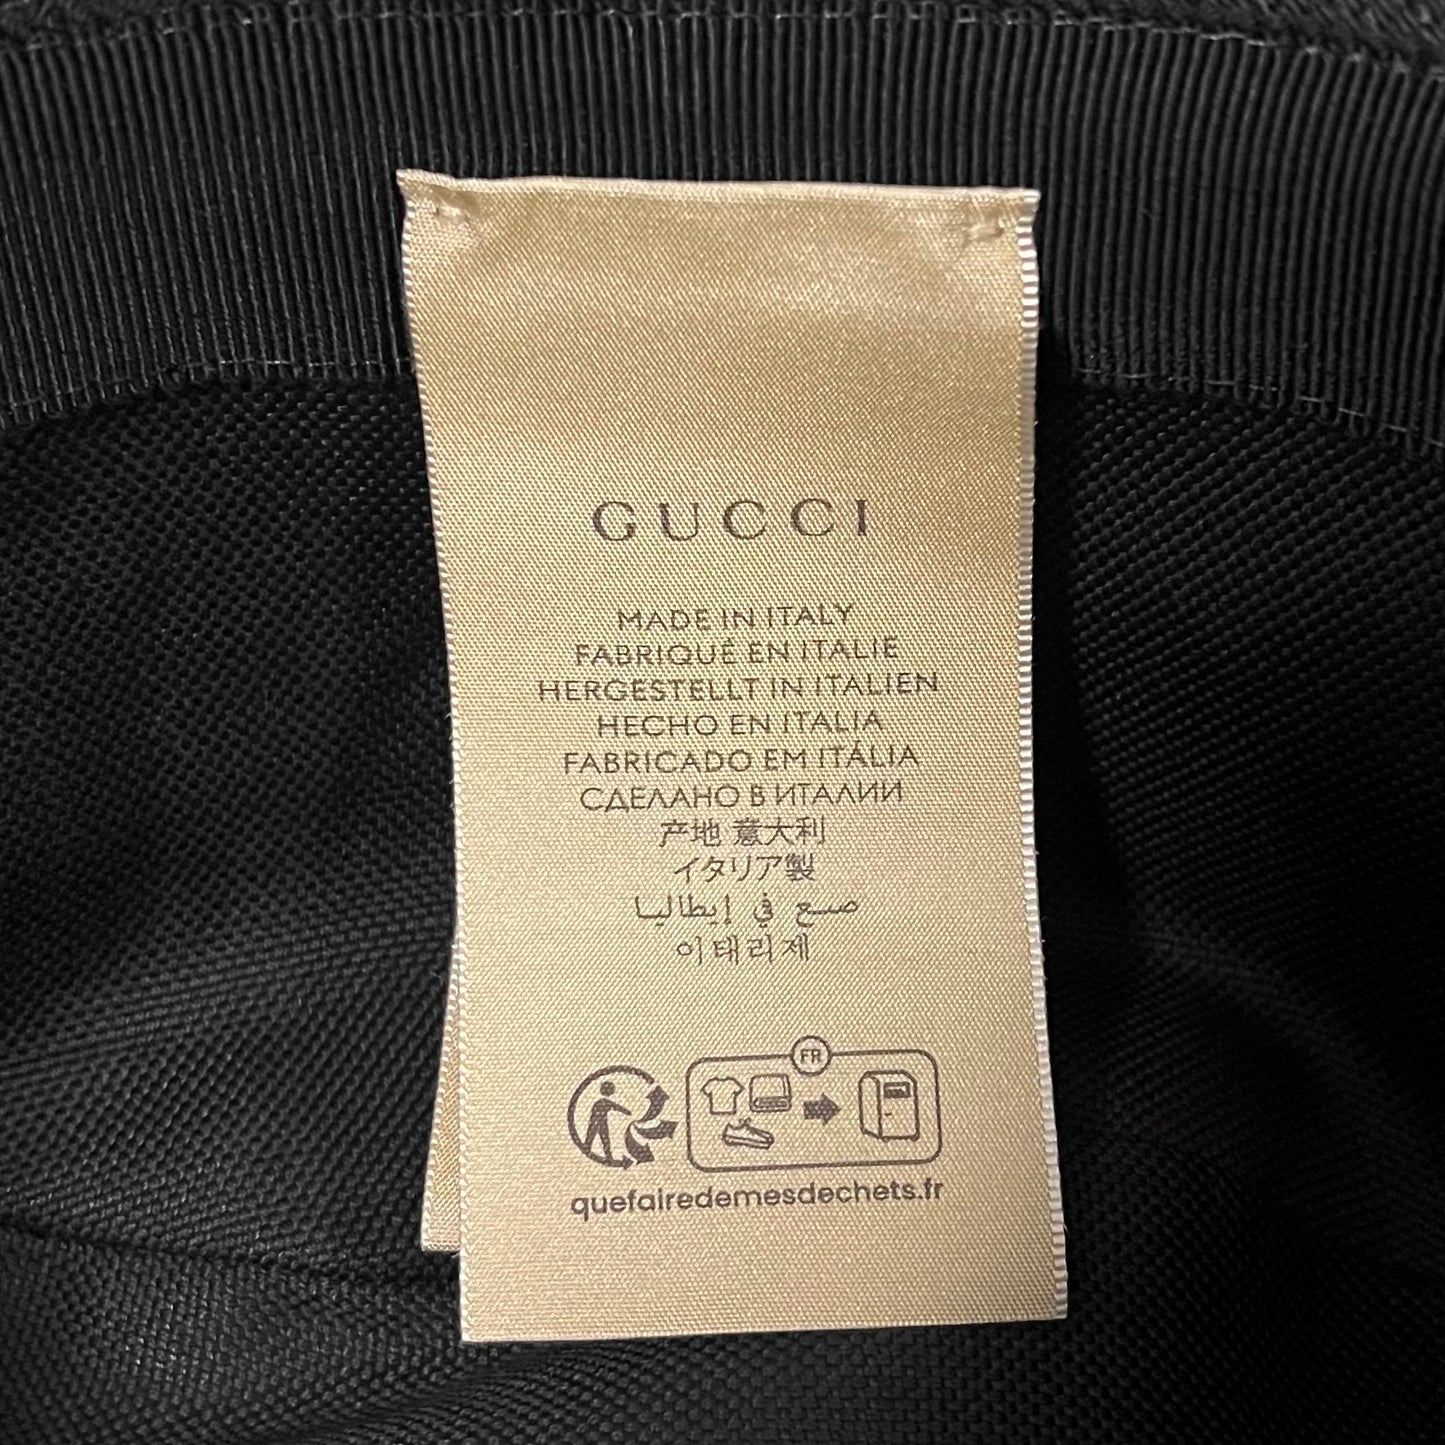 GUCCI
MADE IN ITALY
FABRIQUÉ EN ITALIE
HERGESTELLT IN ITALIEN
HECHO EN ITALIA
FABRICADO EM ITÁLIA
СДЕЛАНО В ИТАЛИИ
产地 意大利
イタリア製
صنع في إيطاليا
이태리제
FR
quefairedemesdechets.fr